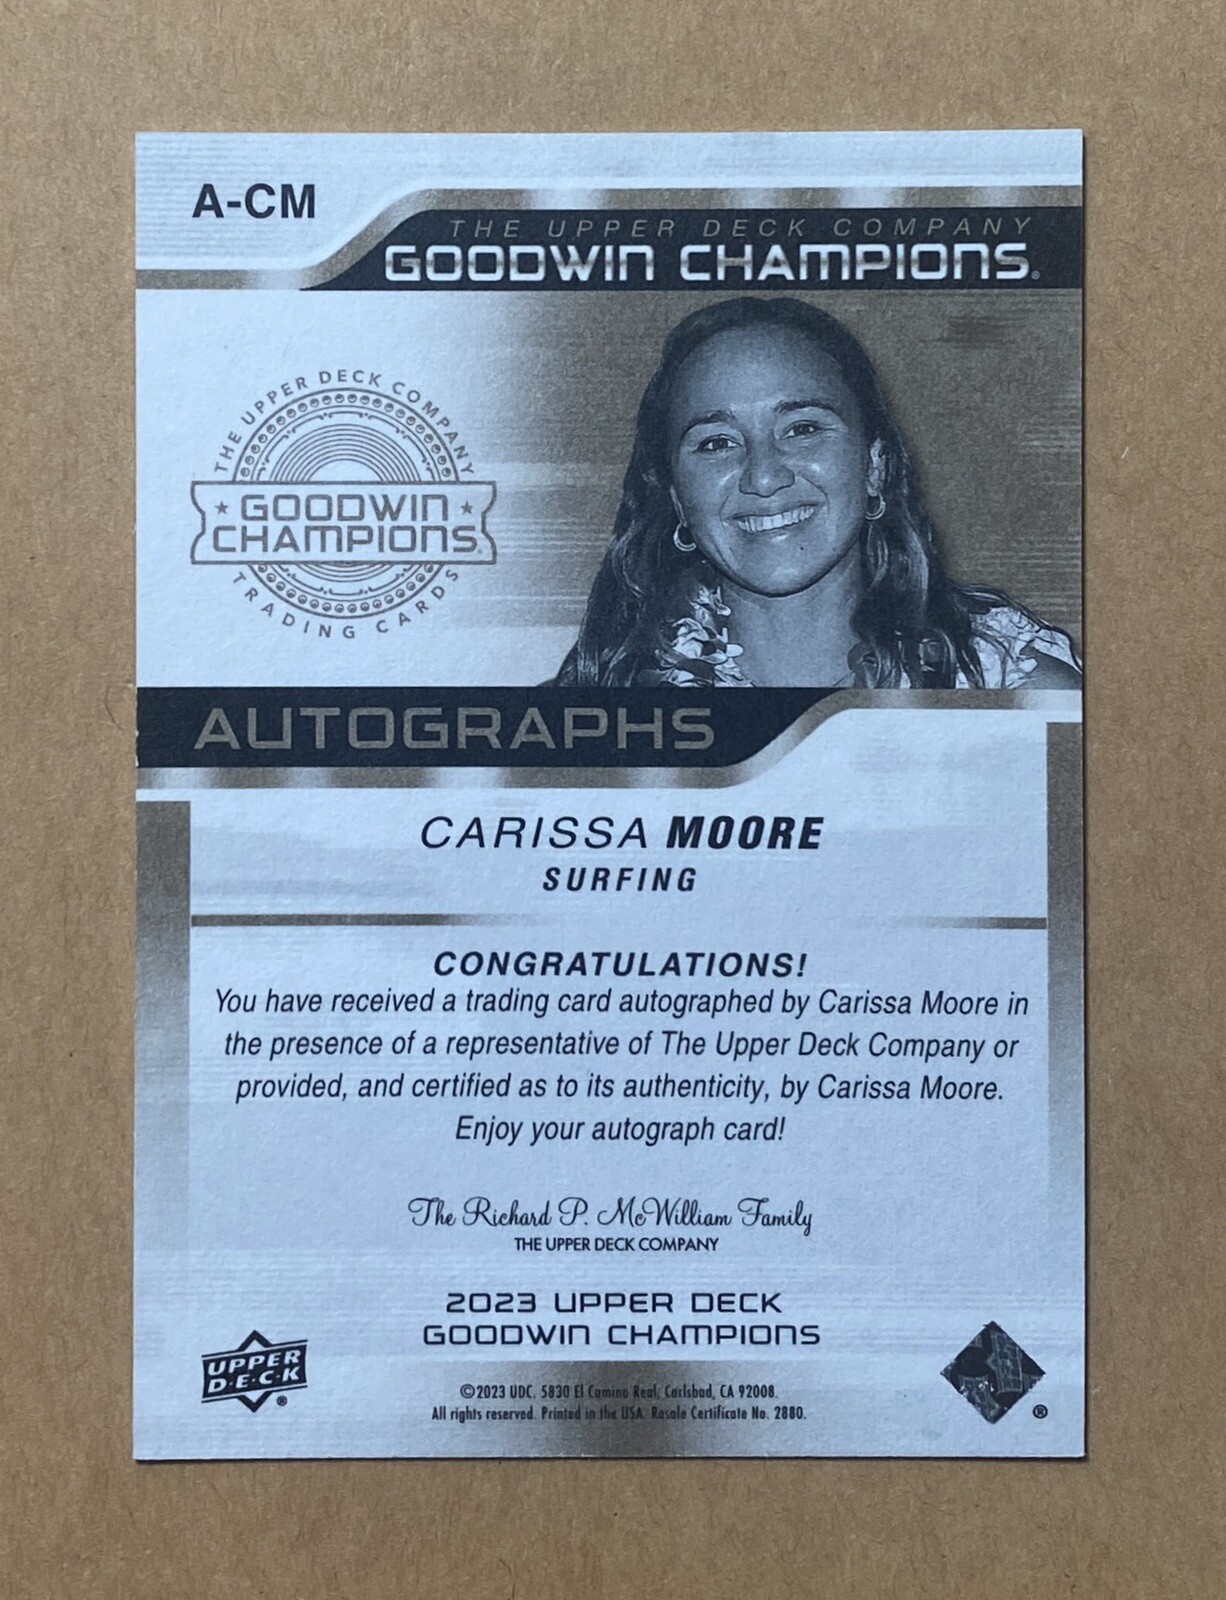 A-CM
THE UPPER DECK COMPANY
GOODWIN CHAMPIONS®
THE UPPER DECK COMPANY
★ GOODWIN ★
CHAMPIONS®
TRADING CARDS
AUTOGRAPHS
CARISSA MOORE
SURFING
CONGRATULATIONS!
You have received a trading card autographed by Carissa Moore in
the presence of a representative of The Upper Deck Company or
provided, and certified as to its authenticity, by Carissa Moore.
Enjoy your autograph card!
The Richard P. McWilliam Family
THE UPPER DECK COMPANY
2023 UPPER DECK
GOODWIN CHAMPIONS
UPPER
D·E·C·K ®
©2023 UDC. 5830 El Camino Real, Carlsbad, CA 92008.
All rights reserved. Printed in the USA. Resale Certificate No. 2880.
®